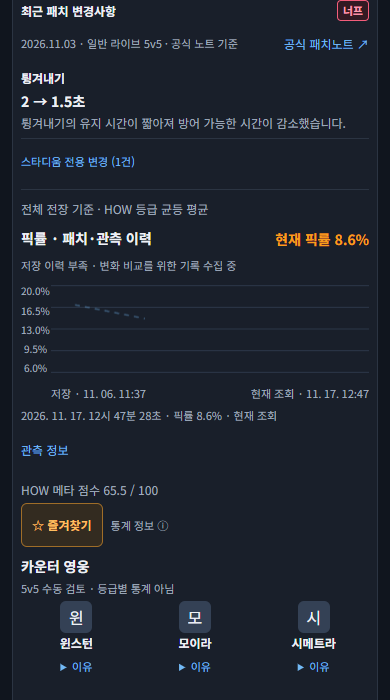 최근 패치 변경사항
너프
2026.11.03 · 일반 라이브 5v5 · 공식 노트 기준
공식 패치노트 ↗
튕겨내기
2 → 1.5초
튕겨내기의 유지 시간이 짧아져 방어 가능한 시간이 감소했습니다.
스타디움 전용 변경 (1건)
전체 전장 기준 · HOW 등급 균등 평균
픽률 · 패치·관측 이력
현재 픽률 8.6%
저장 이력 부족 · 변화 비교를 위한 기록 수집 중
20.0%
16.5%
13.0%
9.5%
6.0%
저장 · 11. 06. 11:37
현재 조회 · 11. 17. 12:47
2026. 11. 17. 12시 47분 28초 · 픽률 8.6% · 현재 조회
관측 정보
HOW 메타 점수 65.5 / 100
☆ 즐겨찾기
통계 정보 ⓘ
카운터 영웅
5v5 수동 검토 · 등급별 통계 아님
윈
모
시
윈스턴
모이라
시메트라
▶ 이유
▶ 이유
▶ 이유